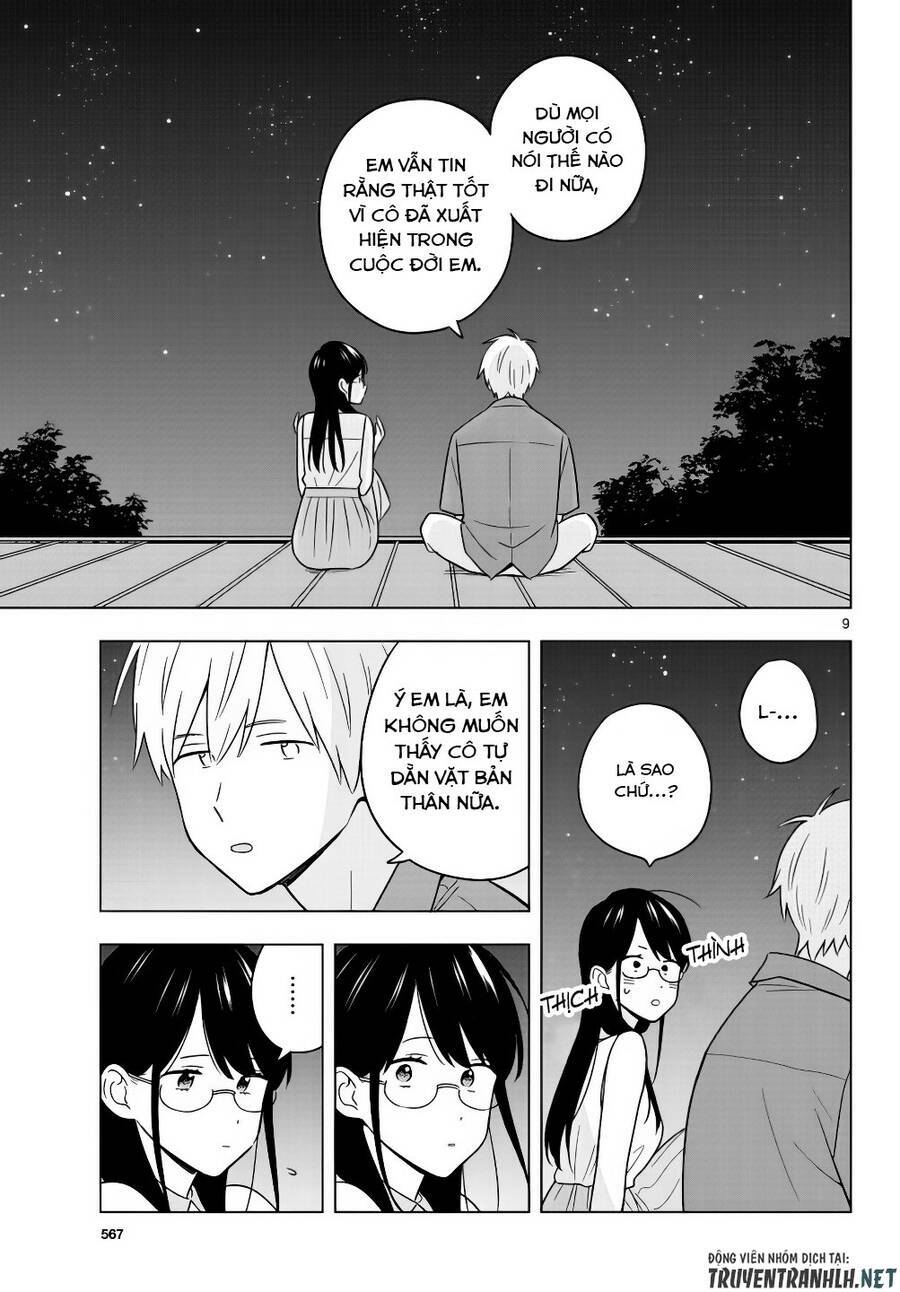 DÙ MỌI
NGƯỜI CÓ
NÓI THẾ NÀO
ĐI NỮA,
EM VẪN TIN
RẰNG THẬT TỐT
VÌ CÔ ĐÃ XUẤT
HIỆN TRONG
CUỘC ĐỜI EM.
9
L-...
LÀ SAO
CHỨ...?
THÌNH
THỊCH
Ý EM LÀ, EM
KHÔNG MUỐN
THẤY CÔ TỰ
DẰN VẶT BẢN
THÂN NỮA.
......
567
ĐỘNG VIÊN NHÓM DỊCH TẠI:
TRUYENTRANHLH.NET